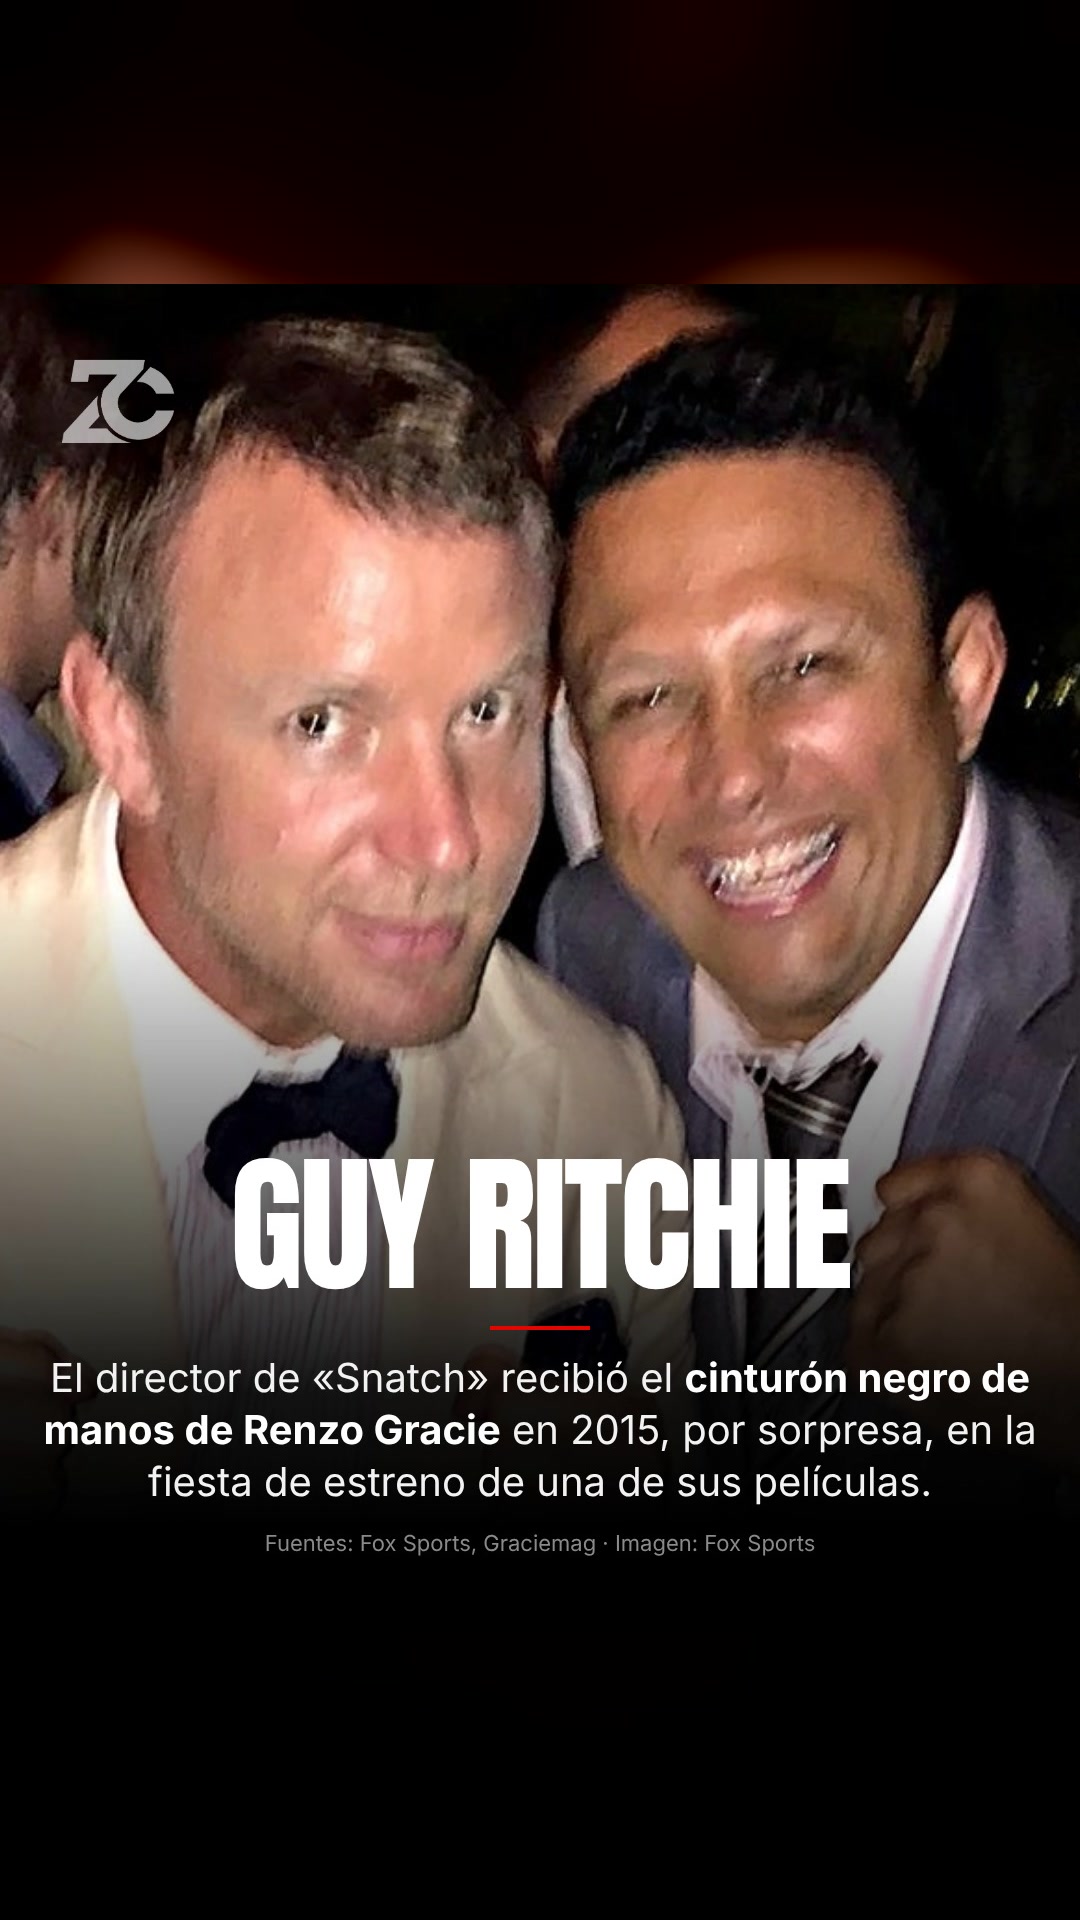 ZC
GUY RITCHIE
El director de «Snatch» recibió el cinturón negro de
manos de Renzo Gracie en 2015, por sorpresa, en la
fiesta de estreno de una de sus películas.
Fuentes: Fox Sports, Graciemag · Imagen: Fox Sports